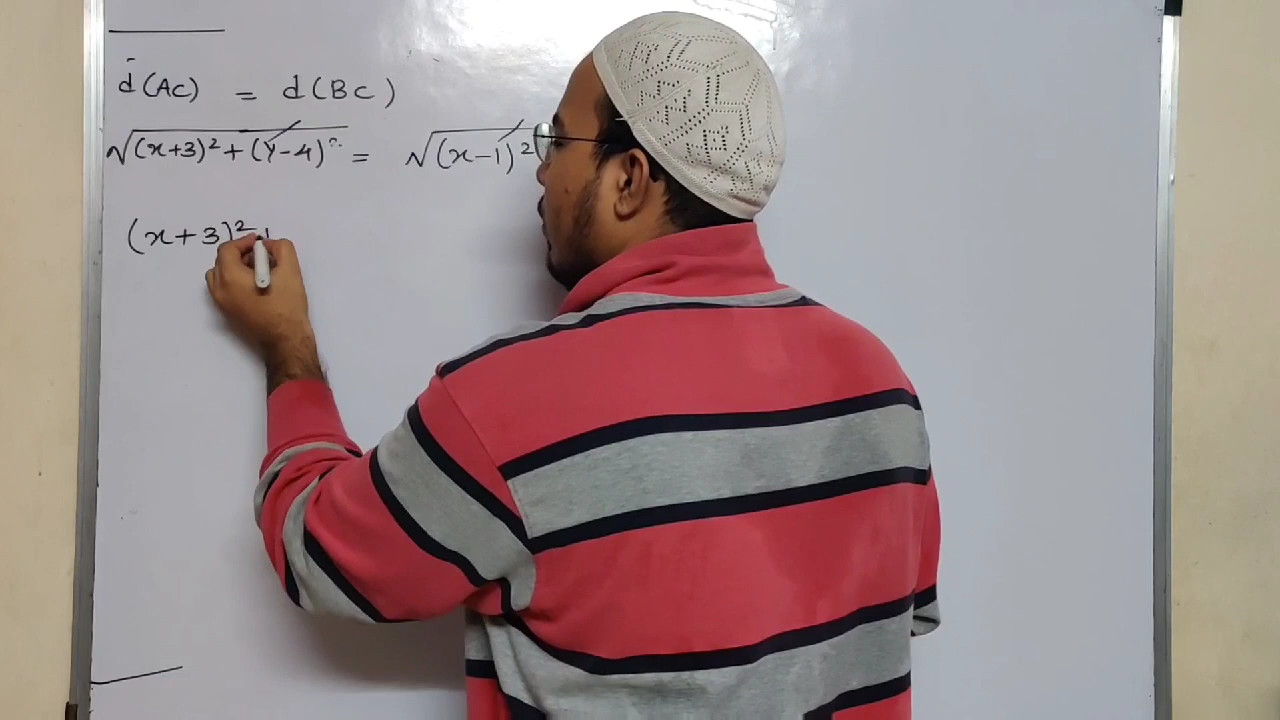 d(AC) = d(BC)
√(x+3)²+(y-4)² = √(x-1)²
(x+3)²